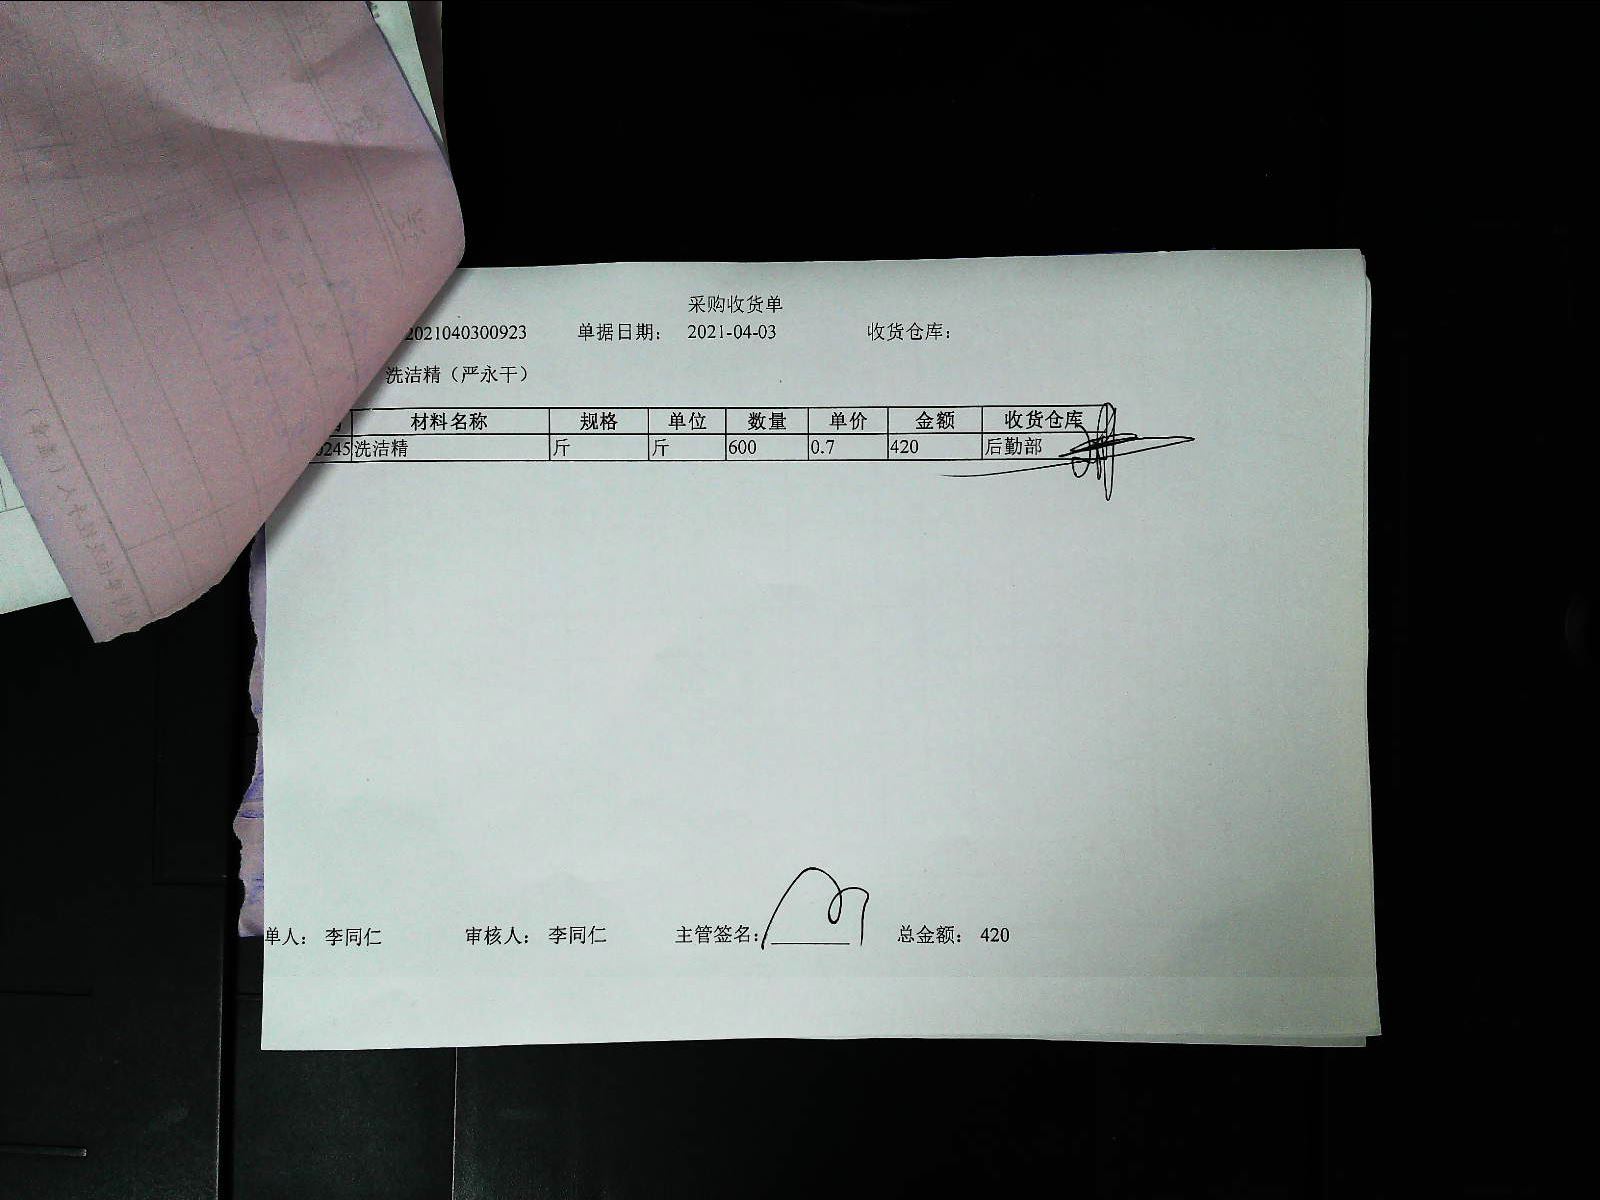 采购收货单
2021040300923 单据日期： 2021-04-03 收货仓库：
洗洁精（严永干）
材料名称 规格 单位 数量 单价 金额 收货仓库
245 洗洁精 斤 斤 600 0.7 420 后勤部
单人： 李同仁 审核人： 李同仁 主管签名： 总金额： 420